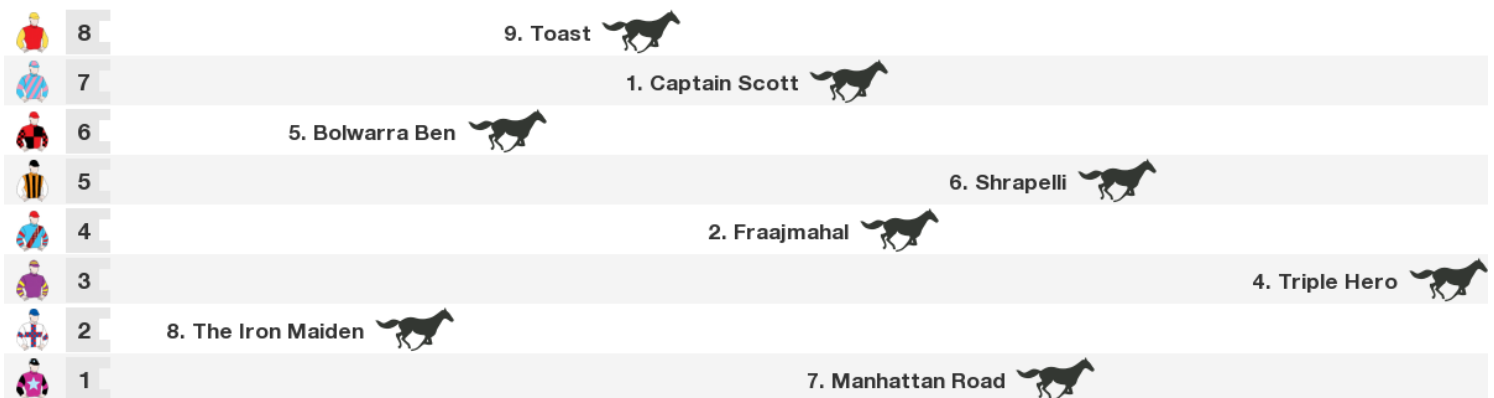 8 9. Toast
7 1. Captain Scott
6 5. Bolwarra Ben
5 6. Shrapelli
4 2. Fraajmahal
3 4. Triple Hero
2 8. The Iron Maiden
1 7. Manhattan Road